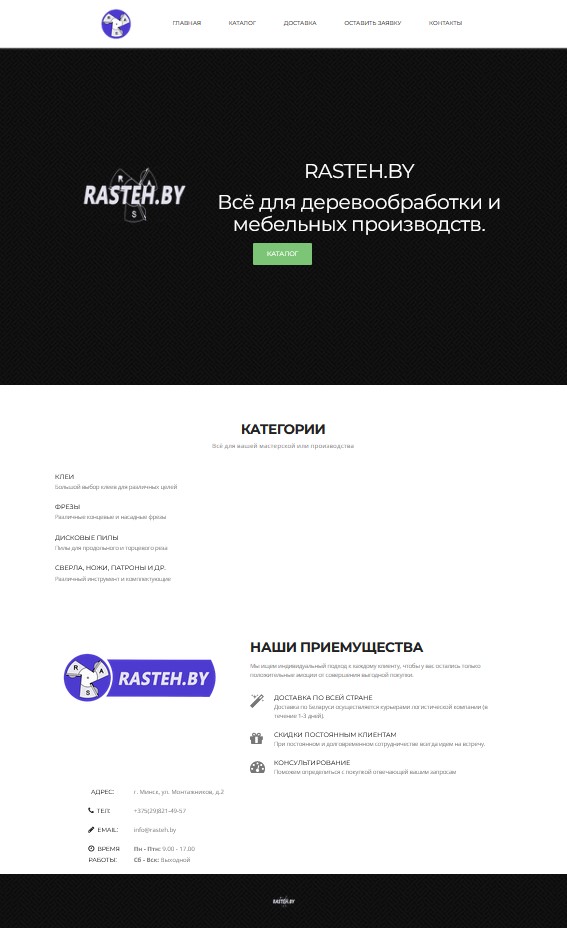 ГЛАВНАЯ КАТАЛОГ ДОСТАВКА ОСТАВИТЬ ЗАЯВКУ КОНТАКТЫ
R A S
RASTEH.BY
RASTEH.BY
Всё для деревообработки и
мебельных производств.
КАТАЛОГ
КАТЕГОРИИ
Всё для вашей мастерской или производства
КЛЕИ
Большой выбор клеев для различных целей
ФРЕЗЫ
Различные концевые и насадные фрезы
ДИСКОВЫЕ ПИЛЫ
Пилы для продольного и торцевого реза
СВЕРЛА, НОЖИ, ПАТРОНЫ И ДР.
Различный инструмент и комплектующие
R A S
RASTEH.BY
НАШИ ПРИЕМУЩЕСТВА
Мы ищем индивидуальный подход к каждому клиенту, чтобы у вас остались только
положительные эмоции от совершения выгодной покупки.
ДОСТАВКА ПО ВСЕЙ СТРАНЕ
Доставка по Беларуси осуществляется курьерами логистической компании (в
течение 1-3 дней).
СКИДКИ ПОСТОЯННЫМ КЛИЕНТАМ
При постоянном и долговременном сотрудничестве всегда идем на встречу.
КОНСУЛЬТИРОВАНИЕ
Поможем определиться с покупкой отвечающей вашим запросам
АДРЕС: г. Минск, ул. Монтажников, д.2
ТЕЛ: +375(29)821-49-57
EMAIL: info@rasteh.by
ВРЕМЯ Пн - Птн: 9.00 - 17.00
РАБОТЫ: Сб - Вск: Выходной
RASTEH.BY